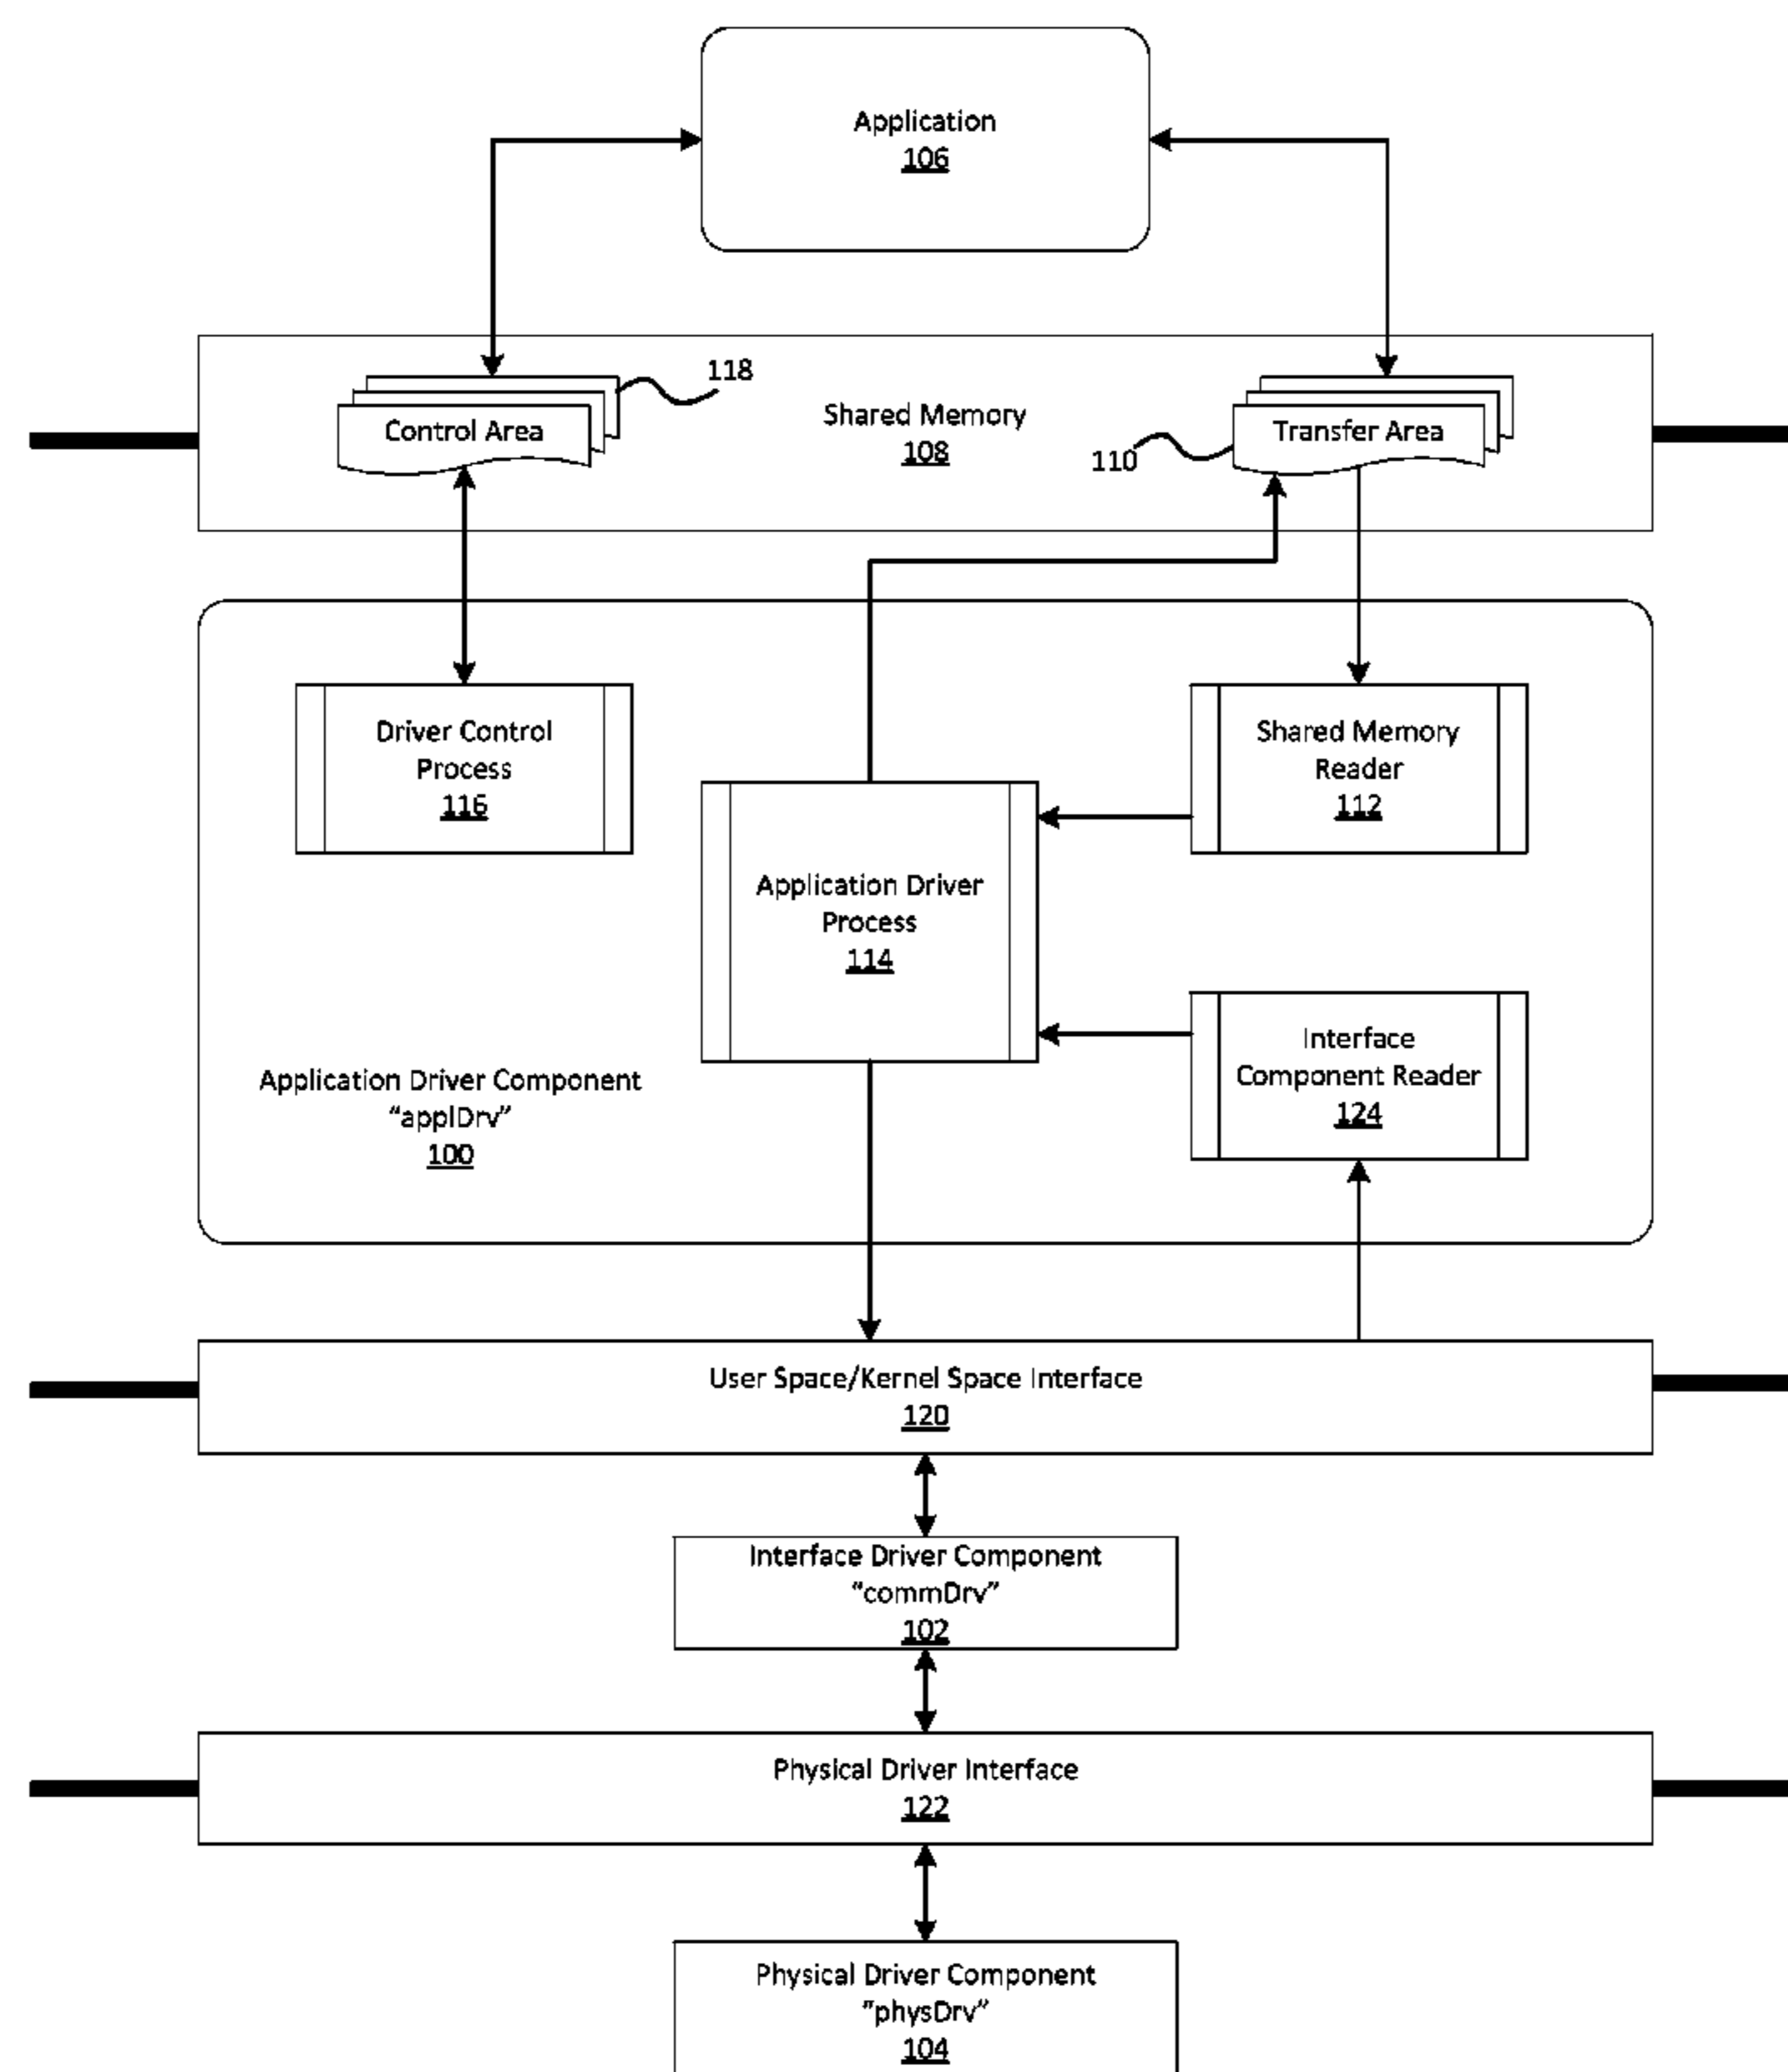 Application
106
118
Control Area
Shared Memory
108
Transfer Area
110
Driver Control
Process
116
Shared Memory
Reader
112
Application Driver
Process
114
Interface
Component Reader
124
Application Driver Component
“applDrv”
100
User Space/Kernel Space Interface
120
Interface Driver Component
“commDrv”
102
Physical Driver Interface
122
Physical Driver Component
“physDrv”
104